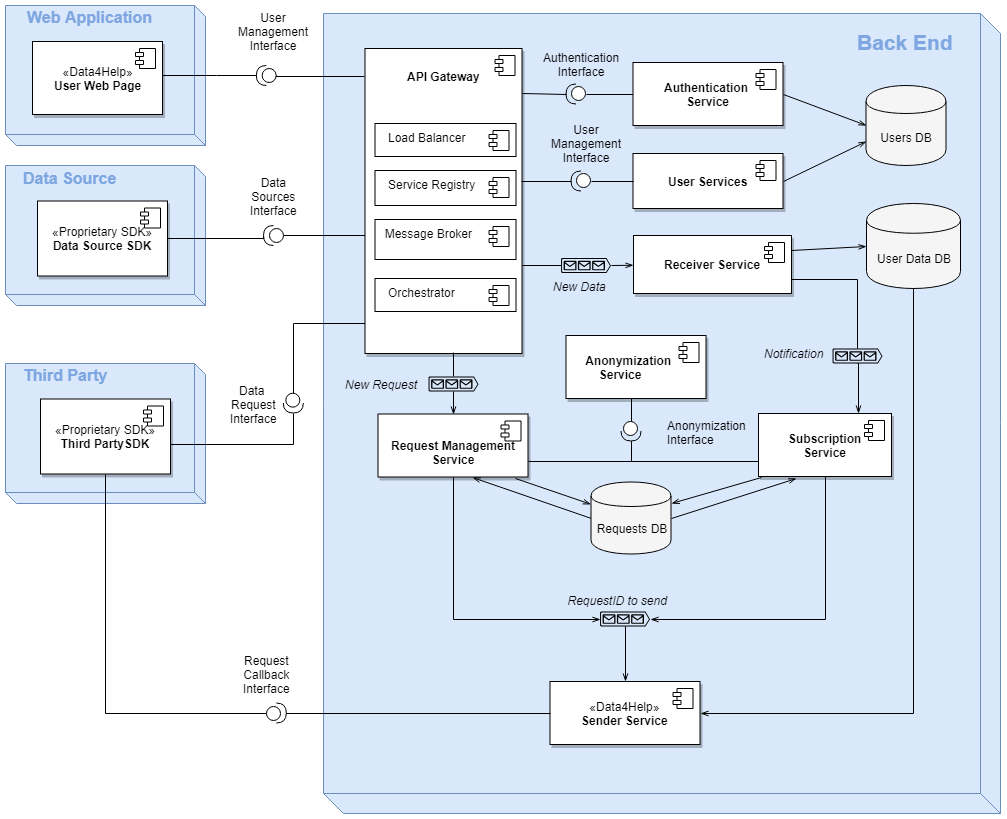 Web Application
«Data4Help»
User Web Page
User
Management
Interface
Back End
API Gateway
Load Balancer
Service Registry
Message Broker
Orchestrator
Authentication
Interface
Authentication
Service
Users DB
User
Management
Interface
User Services
Data Source
«Proprietary SDK»
Data Source SDK
Data
Sources
Interface
New Data
Receiver Service
User Data DB
Notification
Anonymization
Service
Third Party
«Proprietary SDK»
Third PartySDK
Data
Request
Interface
New Request
Request Management
Service
Anonymization
Interface
Subscription
Service
Requests DB
RequestID to send
Request
Callback
Interface
«Data4Help»
Sender Service